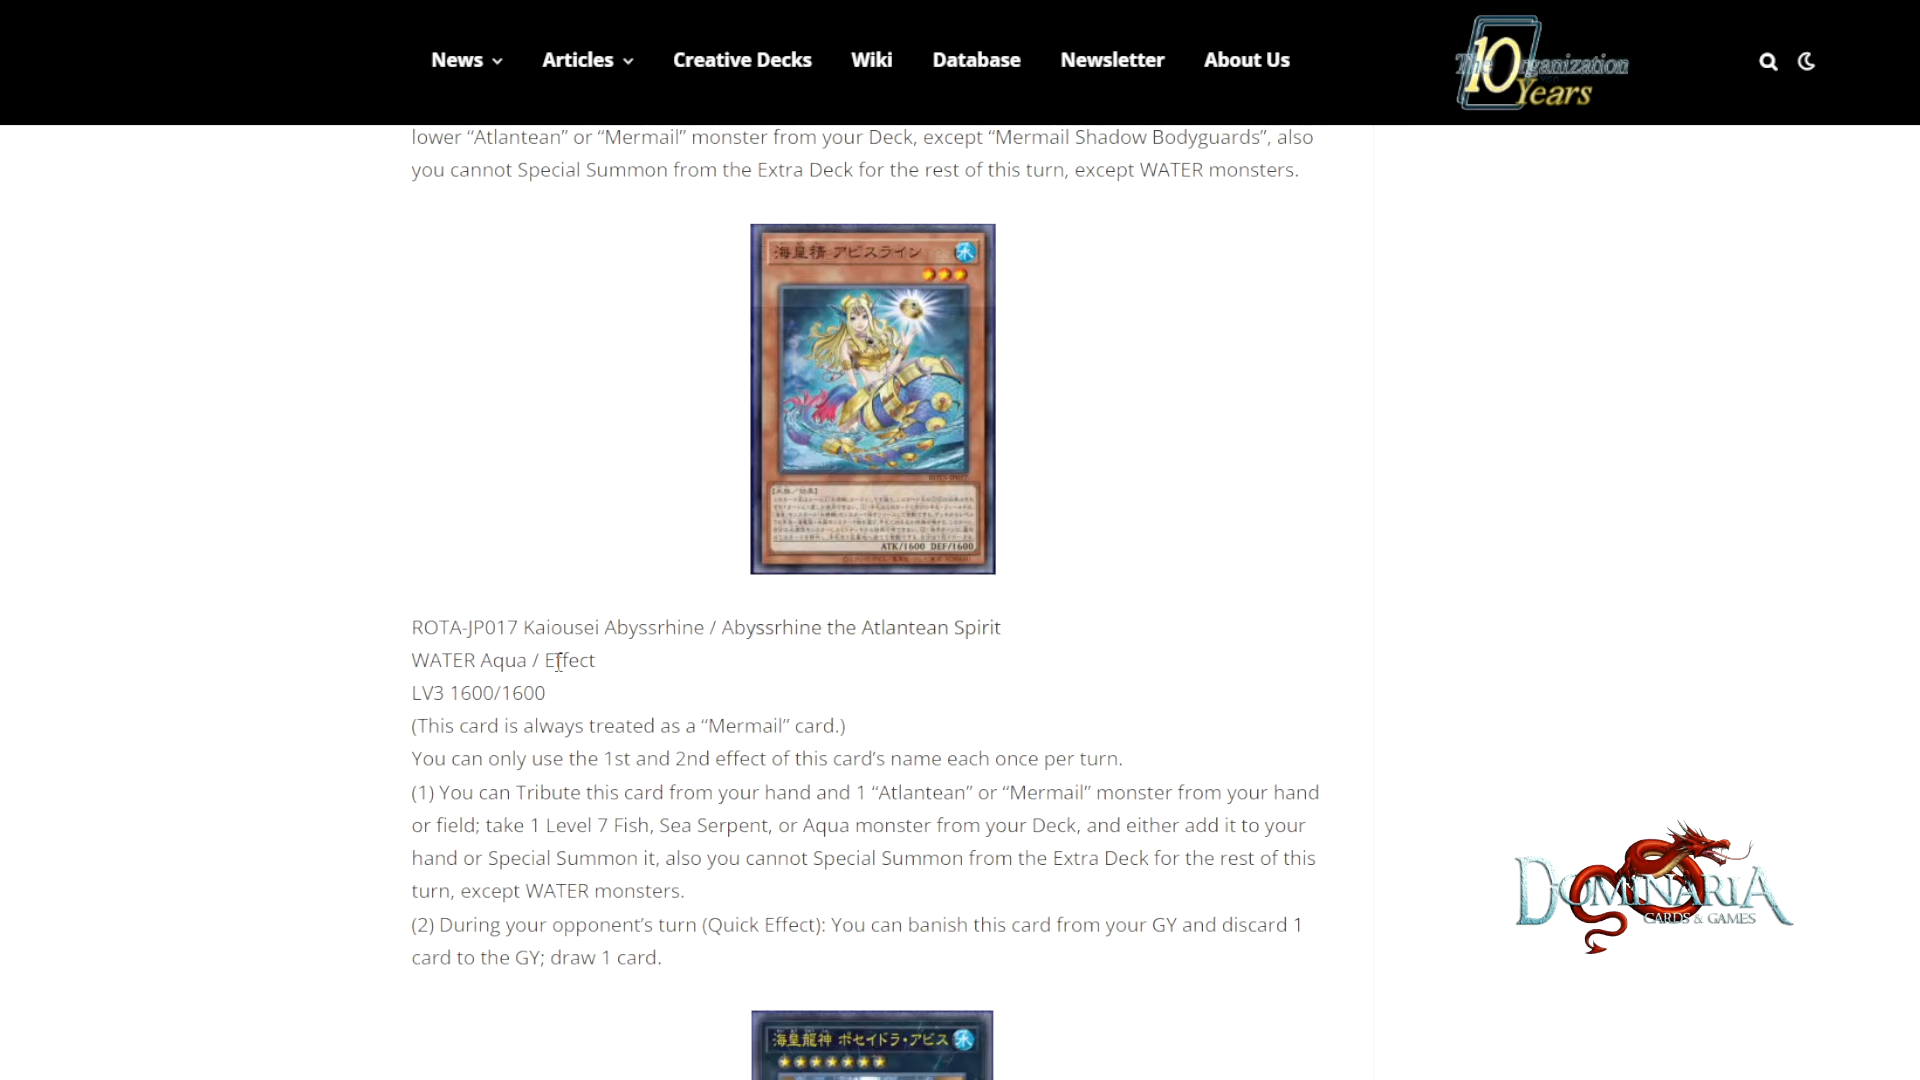 News
Articles
Creative Decks
Wiki
Database
Newsletter
About Us
The 10 Organization
Years
lower “Atlantean” or “Mermail” monster from your Deck, except “Mermail Shadow Bodyguards”, also
you cannot Special Summon from the Extra Deck for the rest of this turn, except WATER monsters.
海皇精 アビスライン
水
ATK/1600 DEF/1600
ROTA-JP017 Kaiousei Abyssrhine / Abyssrhine the Atlantean Spirit
WATER Aqua / Effect
LV3 1600/1600
(This card is always treated as a “Mermail” card.)
You can only use the 1st and 2nd effect of this card’s name each once per turn.
(1) You can Tribute this card from your hand and 1 “Atlantean” or “Mermail” monster from your hand
or field; take 1 Level 7 Fish, Sea Serpent, or Aqua monster from your Deck, and either add it to your
hand or Special Summon it, also you cannot Special Summon from the Extra Deck for the rest of this
turn, except WATER monsters.
(2) During your opponent’s turn (Quick Effect): You can banish this card from your GY and discard 1
card to the GY; draw 1 card.
DOMINARIA
CARDS & GAMES
海皇龍神 ポセイドラ・アビス
水